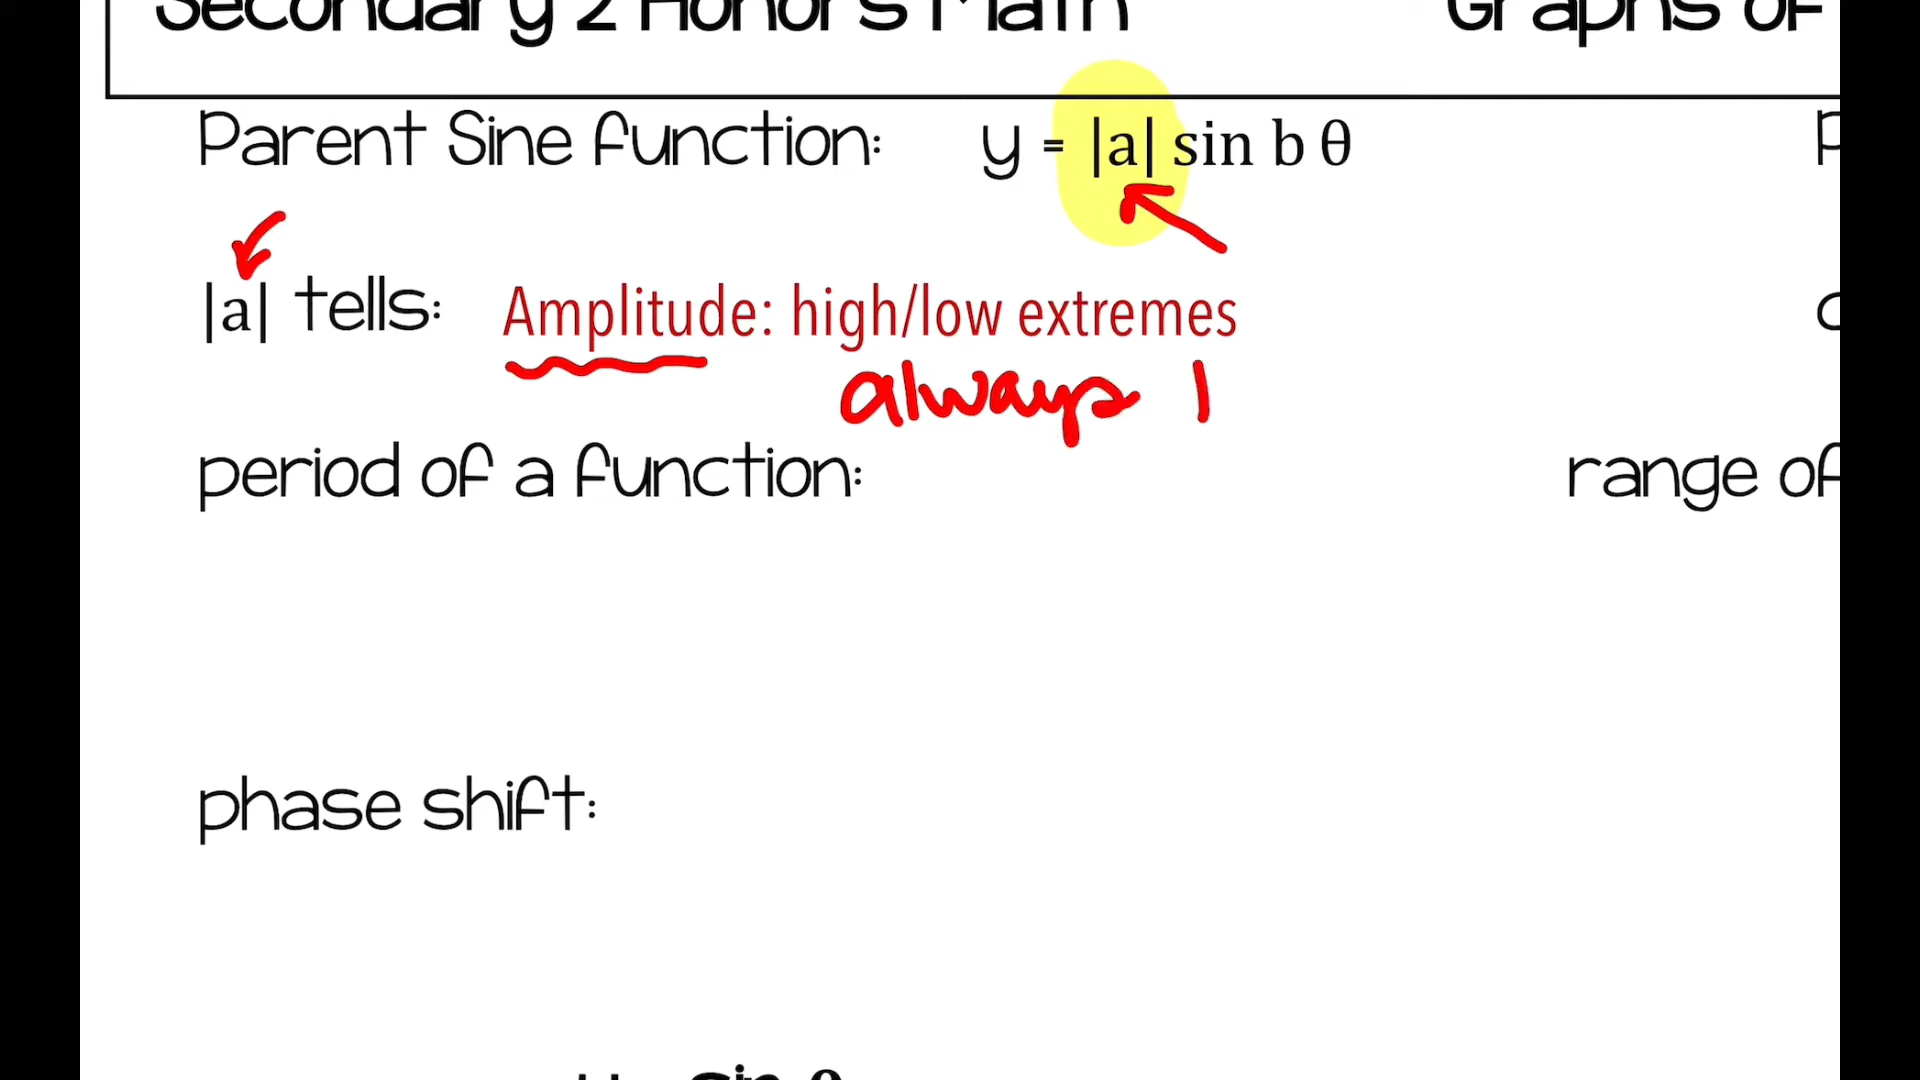 Secondary 2 Honors Math Graphs of
Parent Sine function: y = |a| sin b θ
|a| tells: Amplitude: high/low extremes
always 1
period of a function: range of
phase shift:
sin θ